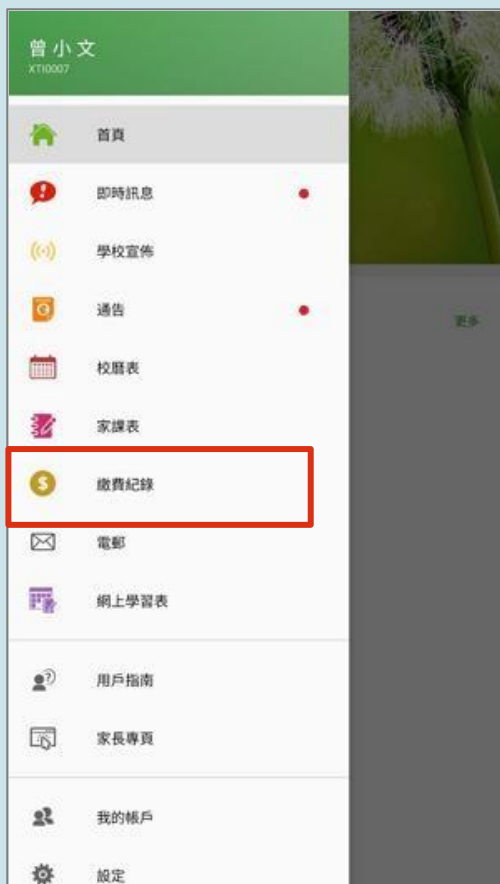 曾小文
XTI0007
首頁
即時訊息
學校宣佈
通告
更多
校曆表
家課表
繳費紀錄
電郵
網上學習表
用戶指南
家長專頁
我的帳戶
設定